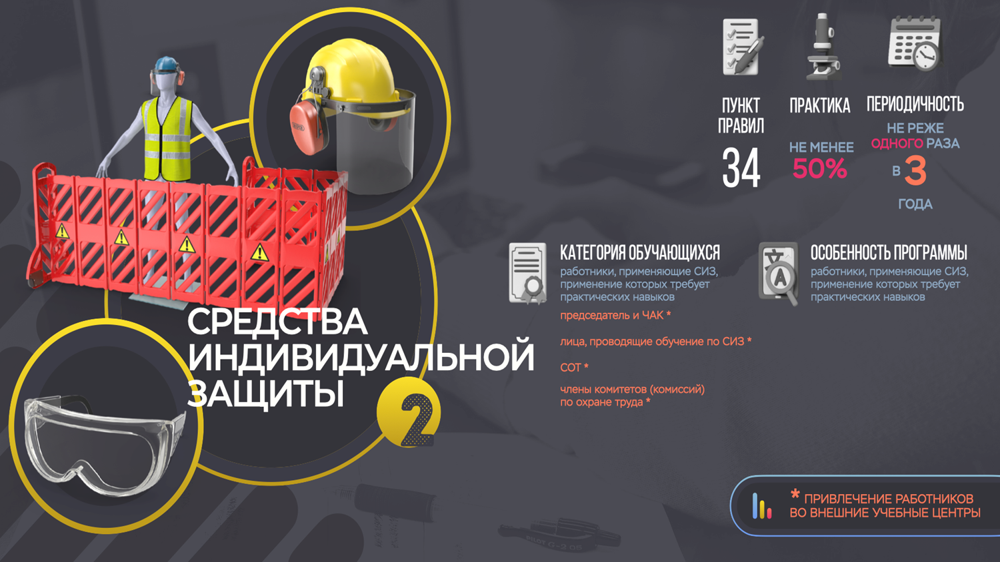 СРЕДСТВА
ИНДИВИДУАЛЬНОЙ
ЗАЩИТЫ
2
ПУНКТ
ПРАВИЛ
34
ПРАКТИКА
НЕ МЕНЕЕ
50%
ПЕРИОДИЧНОСТЬ
НЕ РЕЖЕ
ОДНОГО РАЗА
В 3
ГОДА
КАТЕГОРИЯ ОБУЧАЮЩИХСЯ
работники, применяющие СИЗ,
применение которых требует
практических навыков
председатель и ЧАК *
лица, проводящие обучение по СИЗ *
СОТ *
члены комитетов (комиссий)
по охране труда *
A
ОСОБЕННОСТЬ ПРОГРАММЫ
работники, применяющие СИЗ,
применение которых требует
практических навыков
* ПРИВЛЕЧЕНИЕ РАБОТНИКОВ
ВО ВНЕШНИЕ УЧЕБНЫЕ ЦЕНТРЫ
PILOT G-2 05